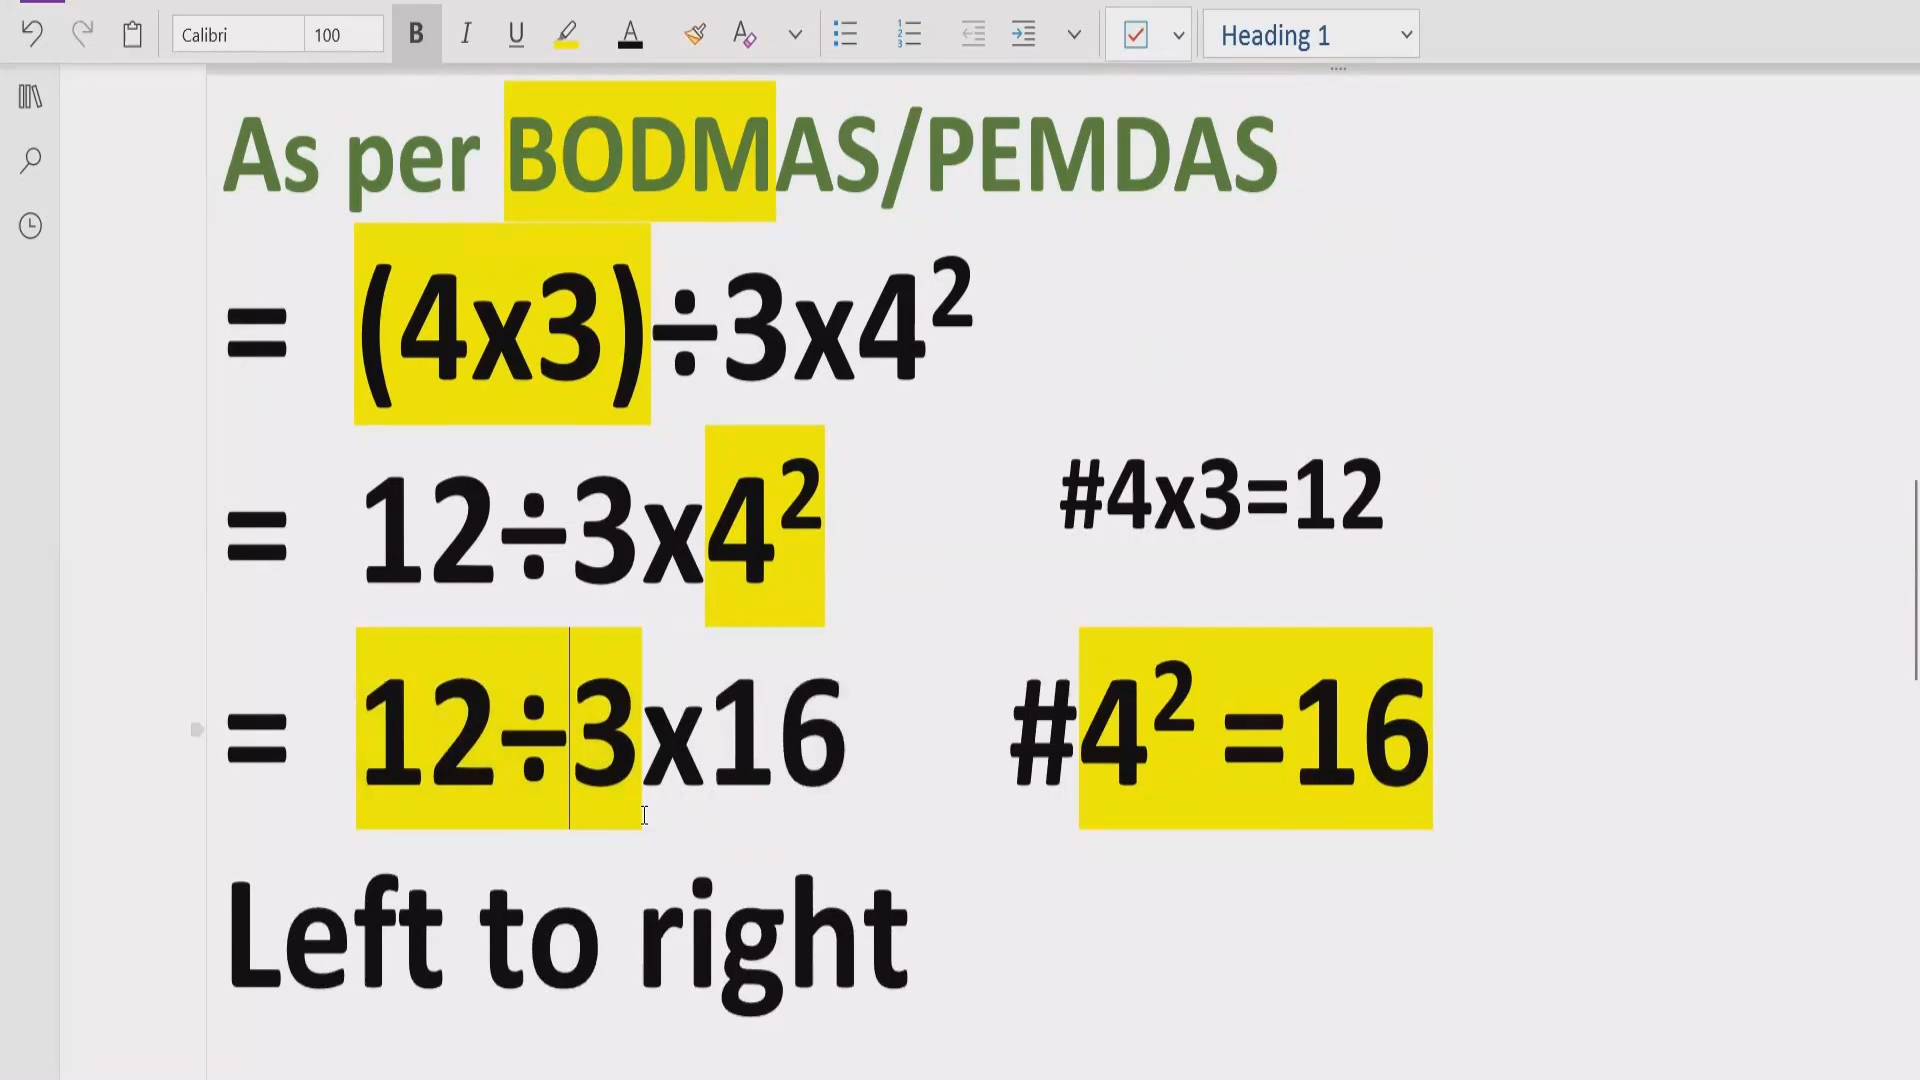 Calibri 100 B I U A A Heading 1
As per BODMAS/PEMDAS
= (4x3)÷3x4²
= 12÷3x4² #4x3=12
= 12÷3x16 #4² =16
Left to right